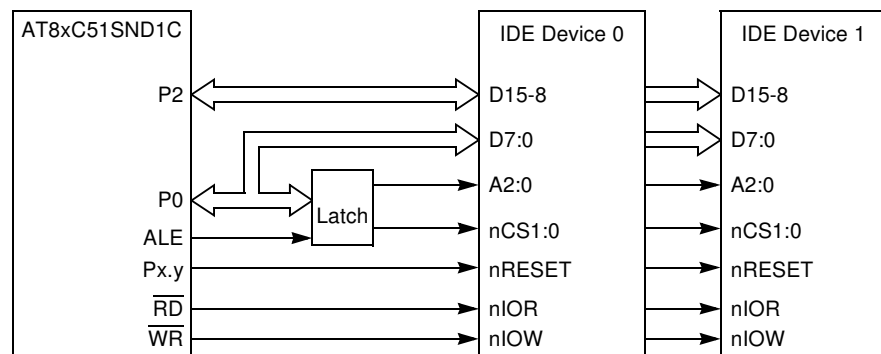 AT8xC51SND1C
IDE Device 0
IDE Device 1
P2
D15-8
D15-8
D7:0
D7:0
P0
Latch
A2:0
A2:0
ALE
nCS1:0
nCS1:0
Px.y
nRESET
nRESET
RD
nIOR
nIOR
WR
nIOW
nIOW